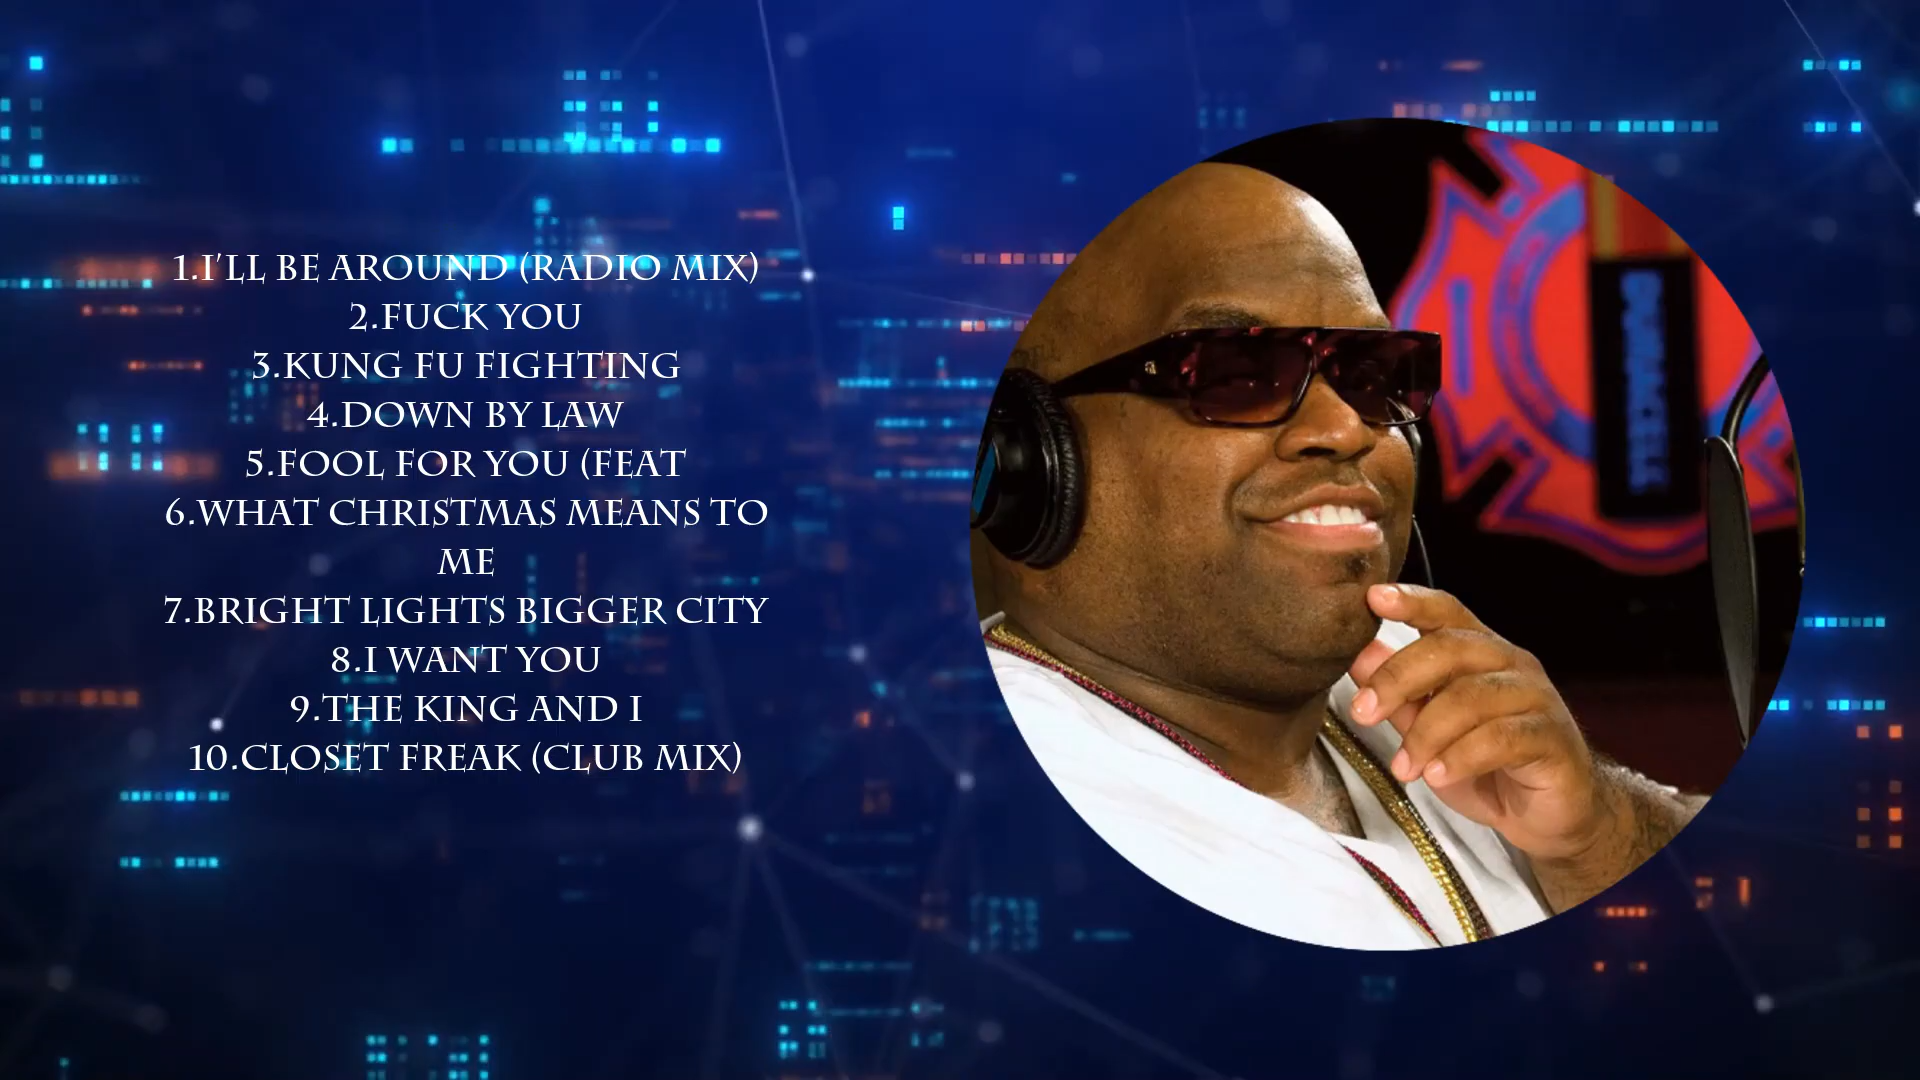 1.I'LL BE AROUND (RADIO MIX)
2.FUCK YOU
3.KUNG FU FIGHTING
4.DOWN BY LAW
5.FOOL FOR YOU (FEAT
6.WHAT CHRISTMAS MEANS TO
ME
7.BRIGHT LIGHTS BIGGER CITY
8.I WANT YOU
9.THE KING AND I
10.CLOSET FREAK (CLUB MIX)